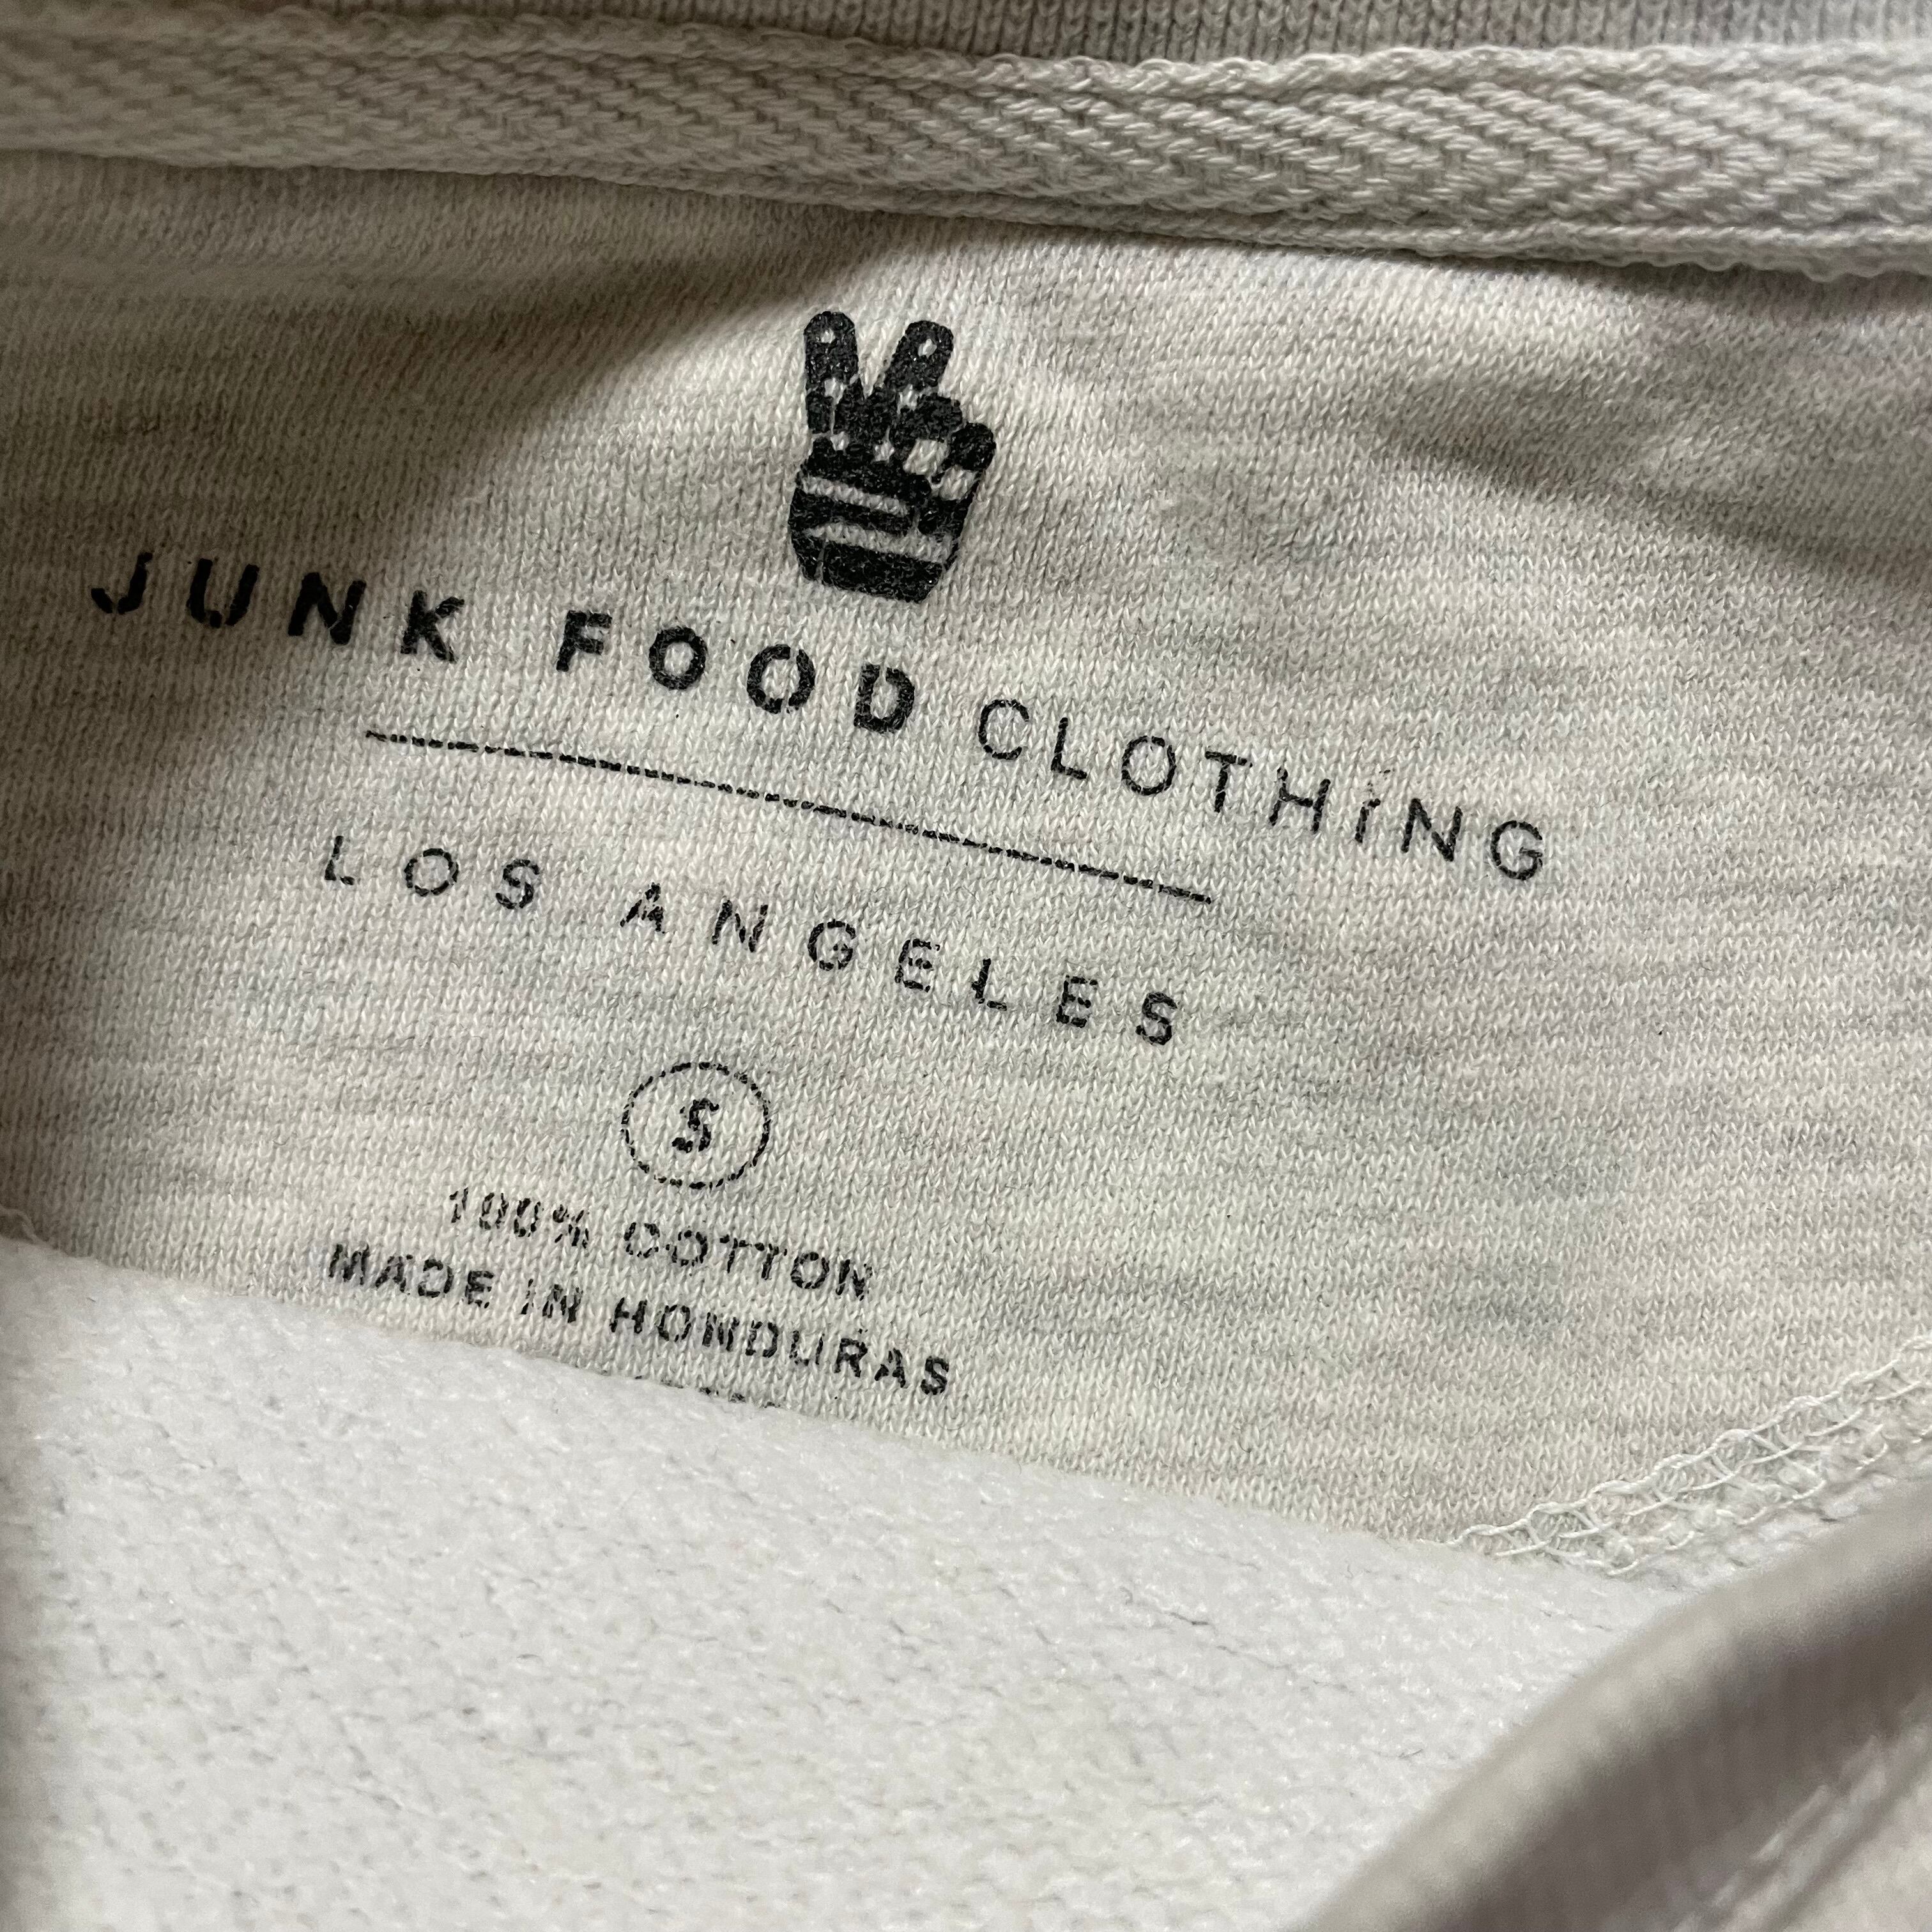 JUNK FOOD CLOTHING
LOS ANGELES
S
100% COTTON
MADE IN HONDURAS